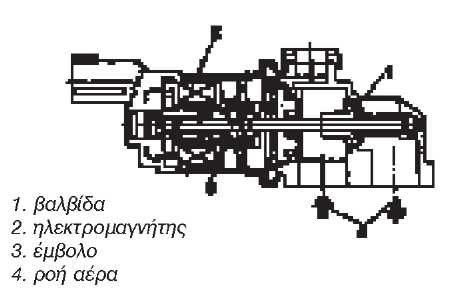 1. βαλβίδα
2. ηλεκτρομαγνήτης
3. έμβολο
4. ροή αέρα